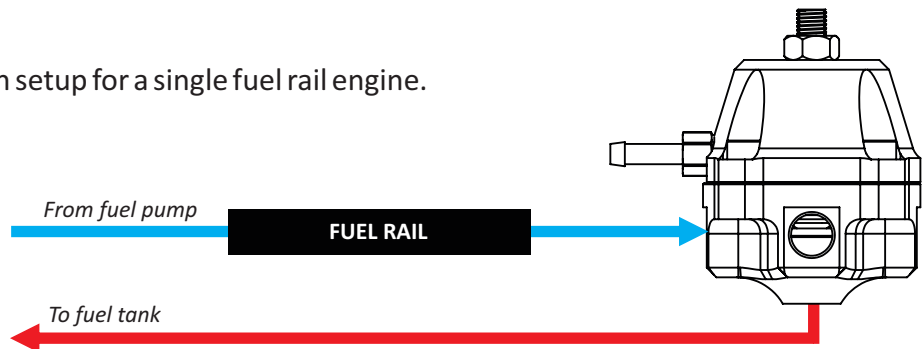 setup for a single fuel rail engine.
From fuel pump
FUEL RAIL
To fuel tank